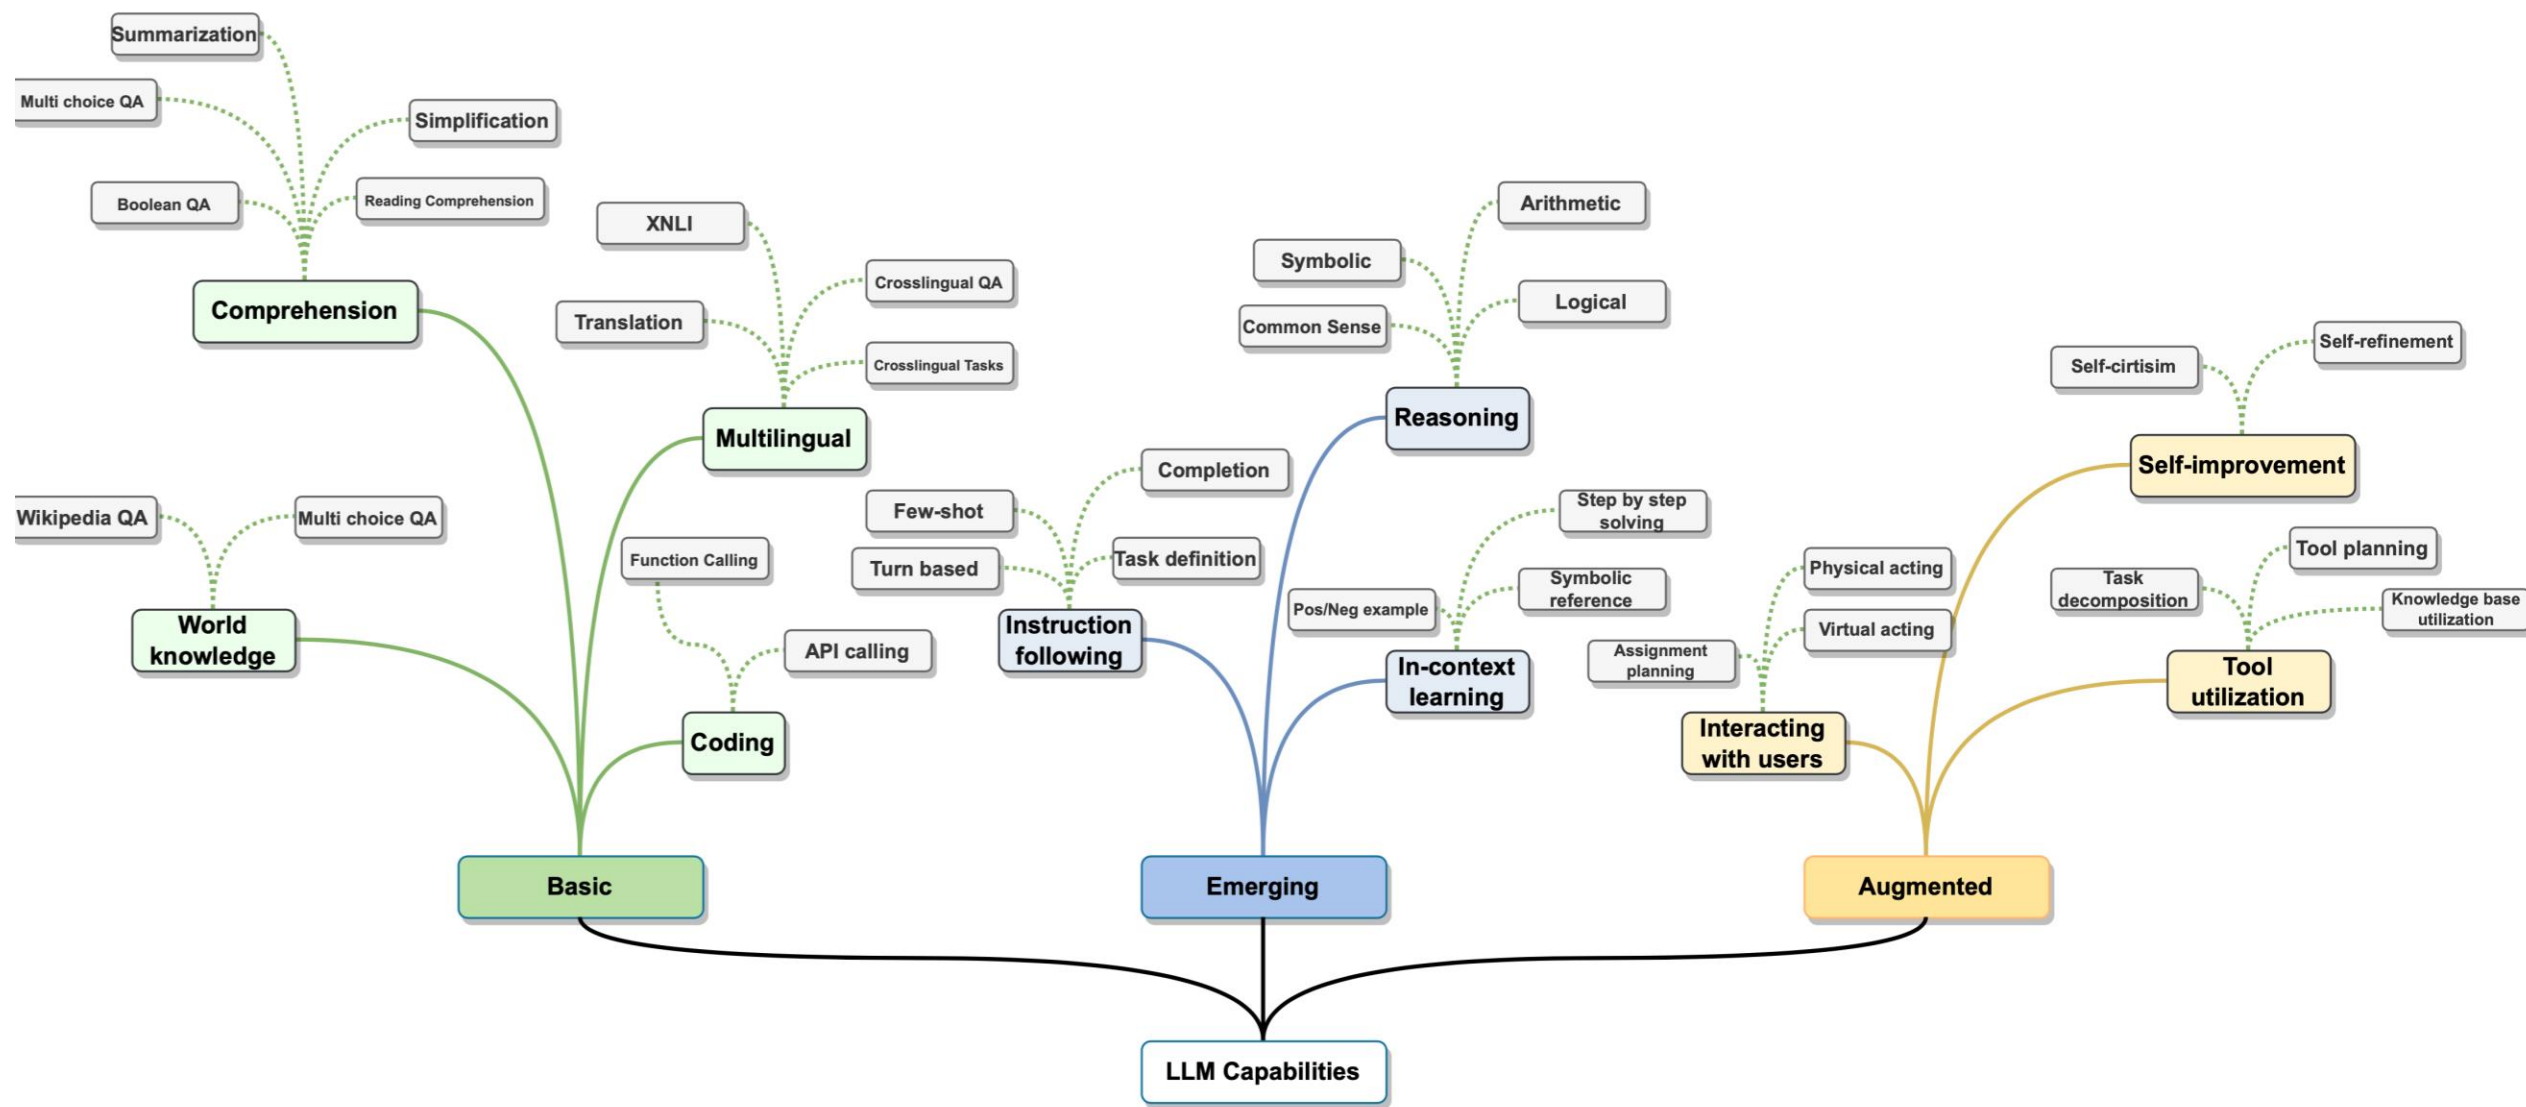 Summarization
Multi choice QA
Simplification
Boolean QA
Reading Comprehension
Comprehension
XNLI
Crosslingual QA
Translation
Crosslingual Tasks
Multilingual
Wikipedia QA
Multi choice QA
World
knowledge
Function Calling
API calling
Coding
Arithmetic
Symbolic
Logical
Common Sense
Reasoning
Completion
Few-shot
Turn based
Task definition
Instruction
following
Step by step
solving
Symbolic
reference
Pos/Neg example
In-context
learning
Self-refinement
Self-cirtisim
Self-improvement
Physical acting
Virtual acting
Assignment
planning
Interacting
with users
Tool planning
Task
decomposition
Knowledge base
utilization
Tool
utilization
Basic
Emerging
Augmented
LLM Capabilities